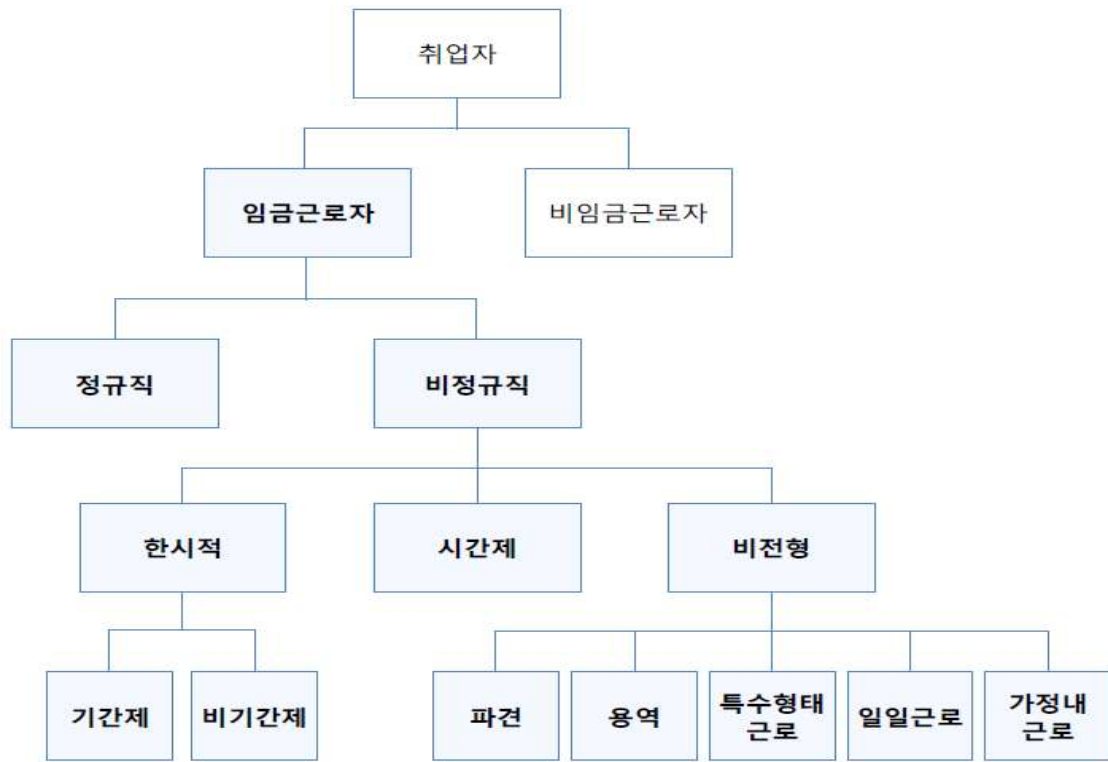 취업자
임금근로자
비임금근로자
정규직
비정규직
한시적
시간제
비전형
기간제
비기간제
파견
용역
특수형태
근로
일일근로
가정내
근로